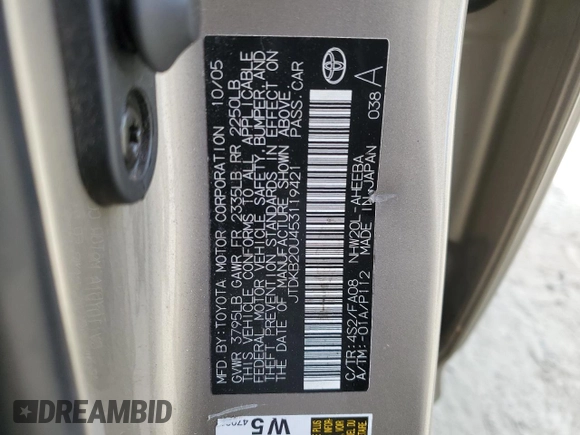 MFD. BY: TOYOTA MOTOR CORPORATION 10/05
GVWR 3795LB GAWR FR 2335LB RR 2250LB
THIS VEHICLE CONFORMS TO ALL APPLICABLE
FEDERAL MOTOR VEHICLE SAFETY, BUMPER, AND
THEFT PREVENTION STANDARDS IN EFFECT ON
THE DATE OF MANUFACTURE SHOWN ABOVE.
JTDKB20U453119421 PASS. CAR
C/TR: 4S2/FA08 NHW20L-AHEEBA 038 A
A/TM: -01A/P112 MADE IN JAPAN
W5
STREAMBID